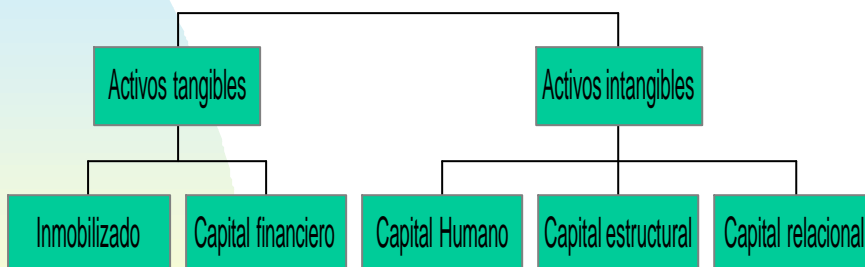 Activos tangibles
Activos intangibles
Inmobilizado
Capital financiero
Capital Humano
Capital estructural
Capital relacional